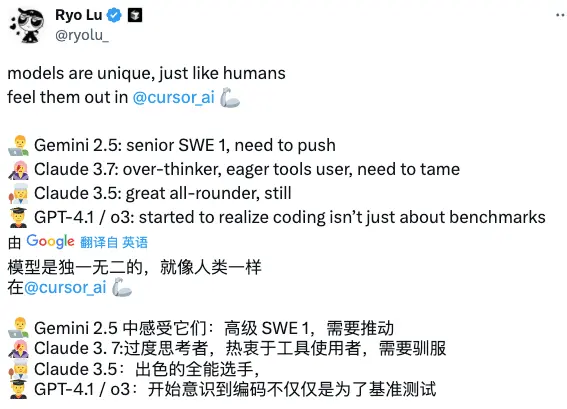 Ryo Lu
@ryolu_
models are unique, just like humans
feel them out in @cursor_ai 🦾
👨‍💻 Gemini 2.5: senior SWE 1, need to push
👩‍🎤 Claude 3.7: over-thinker, eager tools user, need to tame
👩‍🍳 Claude 3.5: great all-rounder, still
👨‍🎓 GPT-4.1 / o3: started to realize coding isn’t just about benchmarks
由 Google 翻译自 英语
模型是独一无二的，就像人类一样
在@cursor_ai 🦾
👨‍💻 Gemini 2.5 中感受它们：高级 SWE 1，需要推动
👩‍🎤 Claude 3. 7:过度思考者，热衷于工具使用者，需要驯服
👩‍🍳 Claude 3.5：出色的全能选手，
👨‍🎓 GPT-4.1 / o3：开始意识到编码不仅仅是为了基准测试